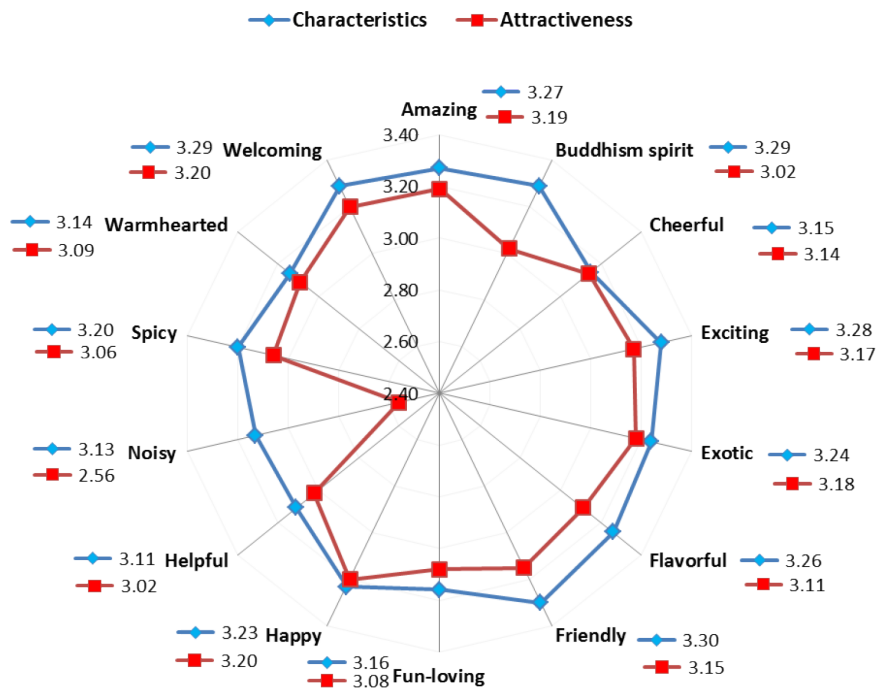 Characteristics Attractiveness
Amazing
3.27
3.19
Buddhism spirit
3.29
3.02
Cheerful
3.15
3.14
Exciting
3.28
3.17
Exotic
3.24
3.18
Flavorful
3.26
3.11
Friendly
3.30
3.15
Fun-loving
3.16
3.08
Happy
3.23
3.20
Helpful
3.11
3.02
Noisy
3.13
2.56
Spicy
3.20
3.06
Warmhearted
3.14
3.09
Welcoming
3.29
3.20
3.40
3.20
3.00
2.80
2.60
2.40